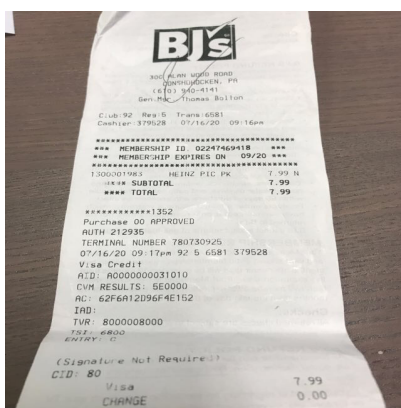 BJ's
300 ALAN WOOD ROAD
CONSHOHOCKEN, PA
(610) 940-4141
Gen.Mgr. Thomas Bolton
Club:92 Reg:5 Trans:6581
Cashier:379528 07/16/20 09:16pm
*************************************
*** MEMBERSHIP ID. 02247469418 ***
*** MEMBERSHIP EXPIRES ON 09/20 ***
*************************************
1300001983 HEINZ PIC PK 7.99 N
**** SUBTOTAL 7.99
**** TOTAL 7.99
************1352
Purchase 00 APPROVED
AUTH 212935
TERMINAL NUMBER 780730925
07/16/20 09:17pm 92 5 6581 379528
Visa Credit
AID: A0000000031010
CVM RESULTS: 5E0000
AC: 62F6A12D96F4E152
IAD:
TVR: 8000008000
TSI: 6800
ENTRY: C
(Signature Not Required)
CID: 80
Visa 7.99
CHANGE 0.00